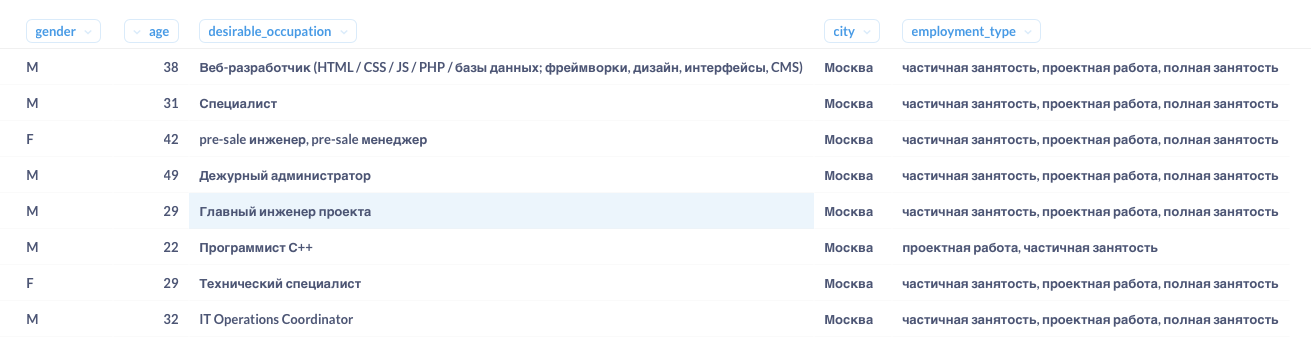 gender age desirable_occupation city employment_type
M 38 Веб-разработчик (HTML / CSS / JS / PHP / базы данных; фреймворки, дизайн, интерфейсы, CMS) Москва частичная занятость, проектная работа, полная занятость
M 31 Специалист Москва частичная занятость, проектная работа, полная занятость
F 42 pre-sale инженер, pre-sale менеджер Москва частичная занятость, проектная работа, полная занятость
M 49 Дежурный администратор Москва частичная занятость, проектная работа, полная занятость
M 29 Главный инженер проекта Москва частичная занятость, проектная работа, полная занятость
M 22 Программист C++ Москва проектная работа, частичная занятость
F 29 Технический специалист Москва частичная занятость, проектная работа, полная занятость
M 32 IT Operations Coordinator Москва частичная занятость, проектная работа, полная занятость